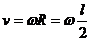 v = ωR = ω l/2